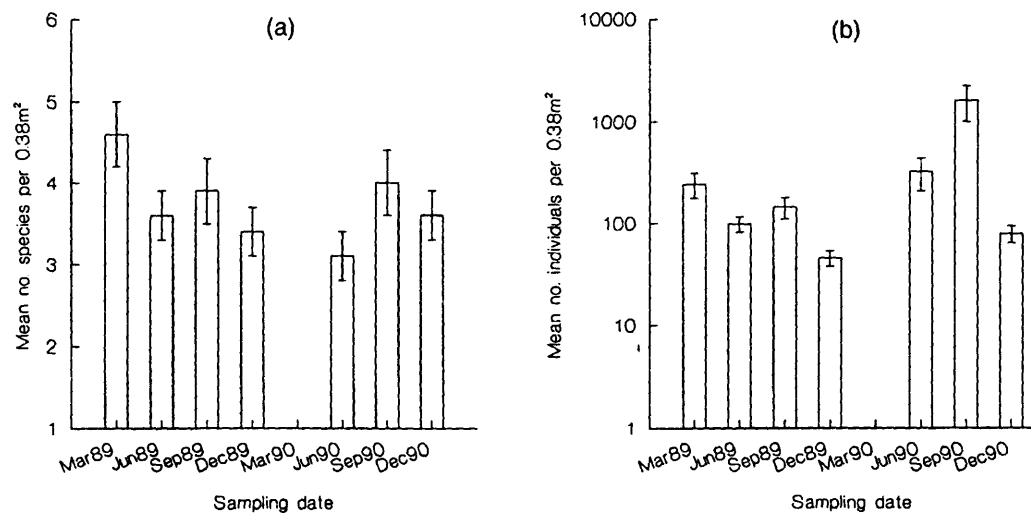 (a)
Mean no species per 0.38m²
6
5
4
3
2
1
Mar89
Jun89
Sep89
Dec89
Mar90
Jun90
Sep90
Dec90
Sampling date
(b)
Mean no. individuals per 0.38m²
10000
1000
100
10
1
Mar89
Jun89
Sep89
Dec89
Mar90
Jun90
Sep90
Dec90
Sampling date